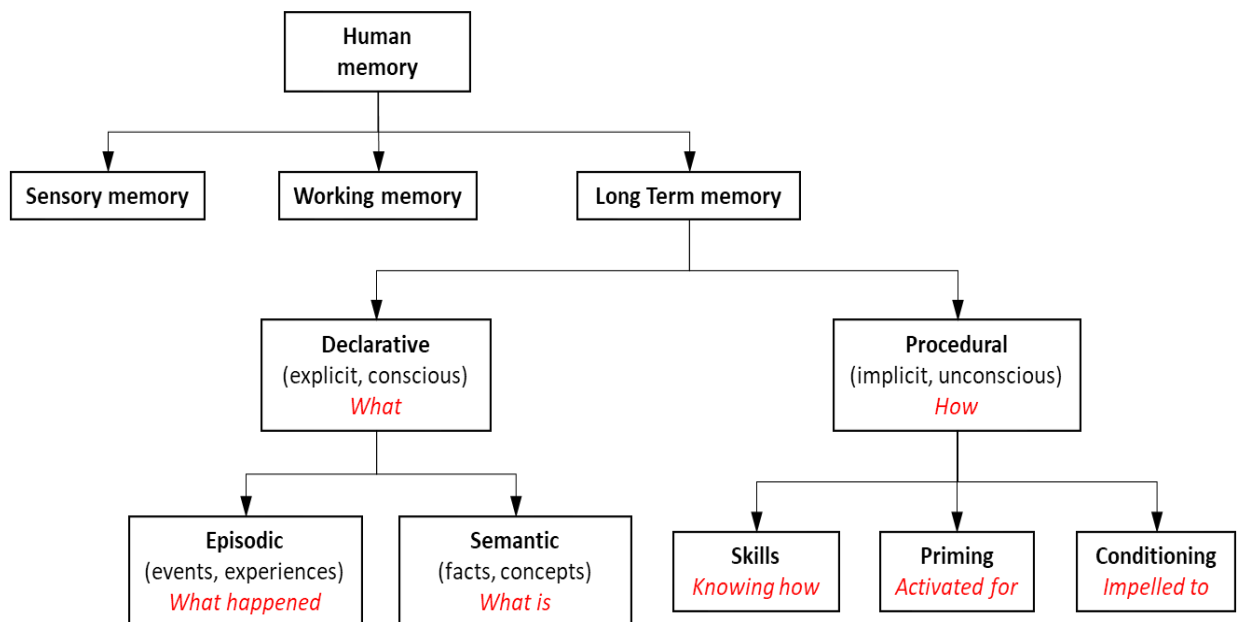 Human
memory
Sensory memory
Working memory
Long Term memory
Declarative
(explicit, conscious)
What
Procedural
(implicit, unconscious)
How
Episodic
(events, experiences)
What happened
Semantic
(facts, concepts)
What is
Skills
Knowing how
Priming
Activated for
Conditioning
Impelled to